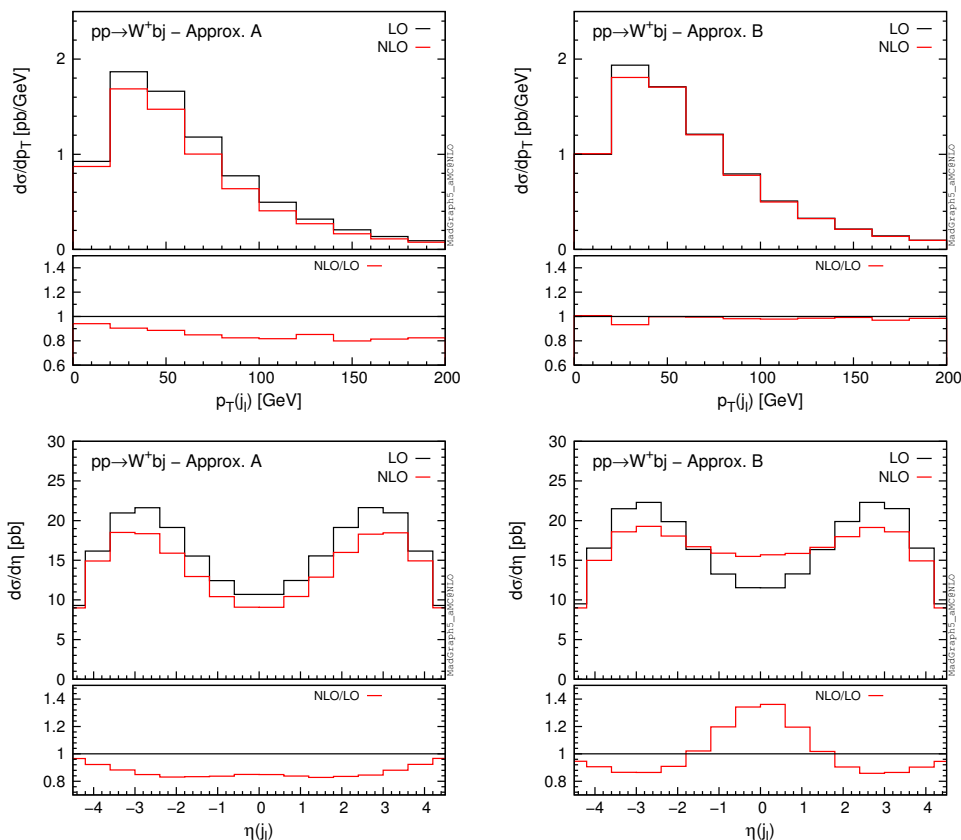 pp→W⁺bj – Approx. A
LO
NLO
dσ/dp_T [pb/GeV]
2
1
0
MadGraph5_aMC@NLO
NLO/LO
1.4
1.2
1
0.8
0.6
0 50 100 150 200
p_T(j_l) [GeV]
pp→W⁺bj – Approx. B
LO
NLO
dσ/dp_T [pb/GeV]
2
1
0
MadGraph5_aMC@NLO
NLO/LO
1.4
1.2
1
0.8
0.6
0 50 100 150 200
p_T(j_l) [GeV]
pp→W⁺bj – Approx. A
LO
NLO
dσ/dη [pb]
30
25
20
15
10
5
0
MadGraph5_aMC@NLO
NLO/LO
1.4
1.2
1
0.8
−4 −3 −2 −1 0 1 2 3 4
η(j_l)
pp→W⁺bj – Approx. B
LO
NLO
dσ/dη [pb]
30
25
20
15
10
5
0
MadGraph5_aMC@NLO
NLO/LO
1.4
1.2
1
0.8
−4 −3 −2 −1 0 1 2 3 4
η(j_l)